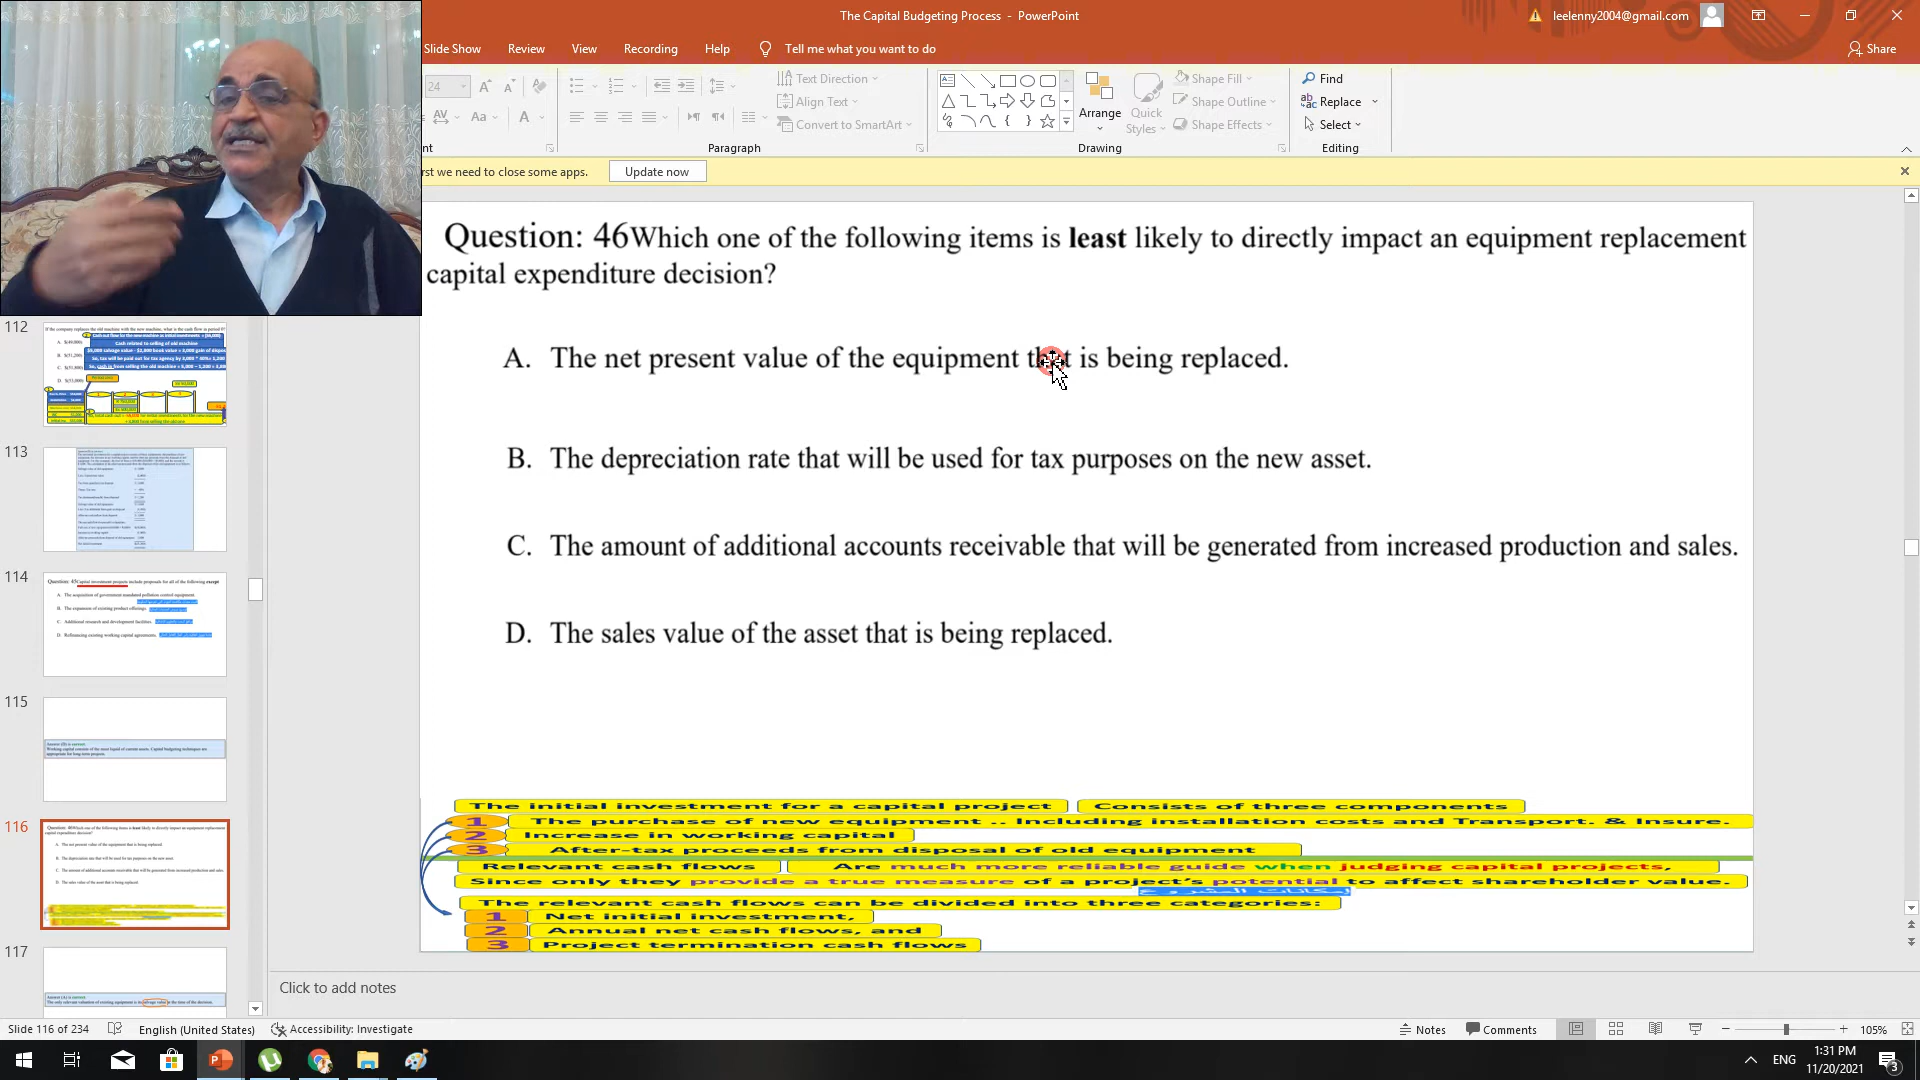 The Capital Budgeting Process - PowerPoint
leelenny2004@gmail.com
Slide Show Review View Recording Help Tell me what you want to do
Share
24
Aa
Text Direction
Align Text
Convert to SmartArt
Arrange
Quick Styles
Shape Fill
Shape Outline
Shape Effects
Find
Replace
Select
nt
Paragraph
Drawing
Editing
rst we need to close some apps.
Update now
Question: 46Which one of the following items is least likely to directly impact an equipment replacement
capital expenditure decision?
A. The net present value of the equipment that is being replaced.
B. The depreciation rate that will be used for tax purposes on the new asset.
C. The amount of additional accounts receivable that will be generated from increased production and sales.
D. The sales value of the asset that is being replaced.
The initial investment for a capital project Consists of three components
1 The purchase of new equipment .. Including installation costs and Transport. & Insure.
2 Increase in working capital
3 After-tax proceeds from disposal of old equipment
Relevant cash flows Are much more reliable guide when judging capital projects,
Since only they provide a true measure of a project's potential to affect shareholder value.
The relevant cash flows can be divided into three categories:
1 Net initial investment,
2 Annual net cash flows, and
3 Project termination cash flows
112
113
114
115
116
117
Click to add notes
Slide 116 of 234
English (United States)
Accessibility: Investigate
Notes
Comments
105%
ENG
1:31 PM
11/20/2021
3